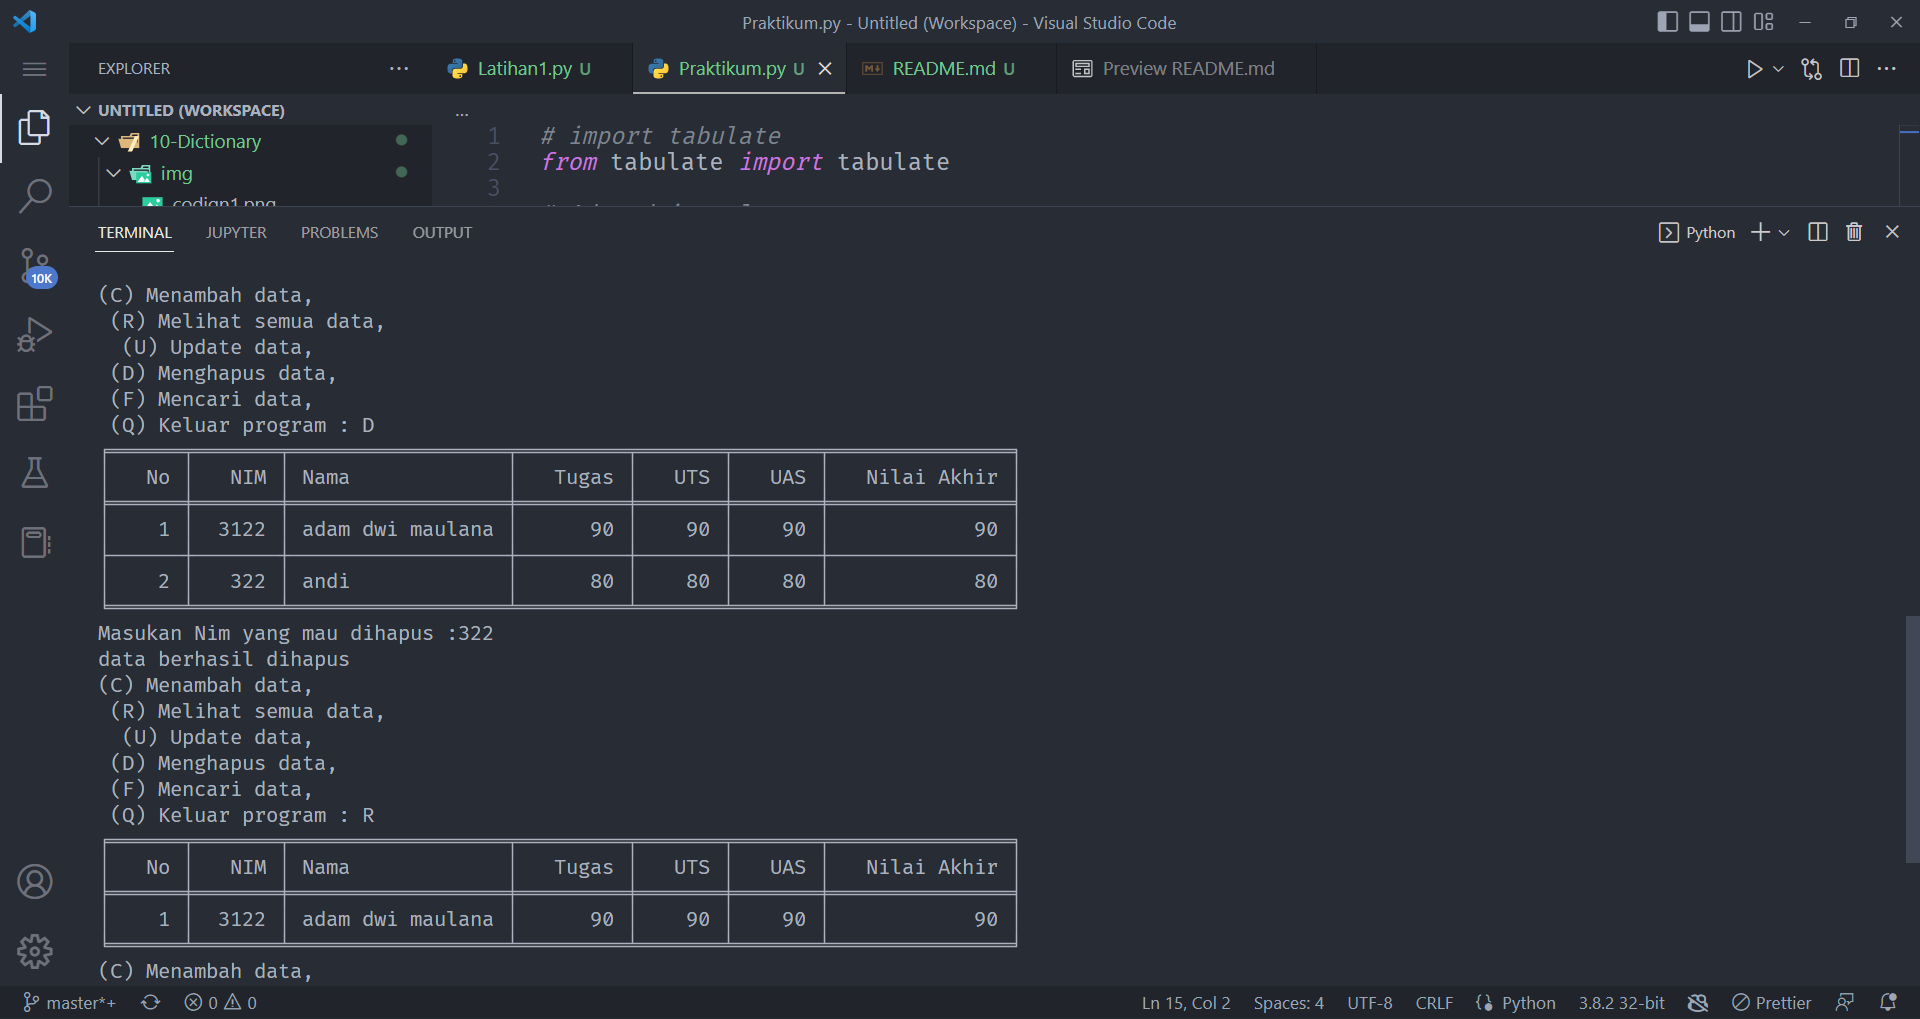 Praktikum.py - Untitled (Workspace) - Visual Studio Code
EXPLORER
Latihan1.py U
Praktikum.py U
README.md U
Preview README.md
UNTITLED (WORKSPACE)
10-Dictionary
img
codign1.png
...
1 # import tabulate
2 from tabulate import tabulate
3
TERMINAL JUPYTER PROBLEMS OUTPUT
Python
10K
(C) Menambah data,
(R) Melihat semua data,
(U) Update data,
(D) Menghapus data,
(F) Mencari data,
(Q) Keluar program : D
No NIM Nama Tugas UTS UAS Nilai Akhir
1 3122 adam dwi maulana 90 90 90 90
2 322 andi 80 80 80 80
Masukan Nim yang mau dihapus :322
data berhasil dihapus
(C) Menambah data,
(R) Melihat semua data,
(U) Update data,
(D) Menghapus data,
(F) Mencari data,
(Q) Keluar program : R
No NIM Nama Tugas UTS UAS Nilai Akhir
1 3122 adam dwi maulana 90 90 90 90
(C) Menambah data,
master*+ 0 0 Ln 15, Col 2 Spaces: 4 UTF-8 CRLF Python 3.8.2 32-bit Prettier